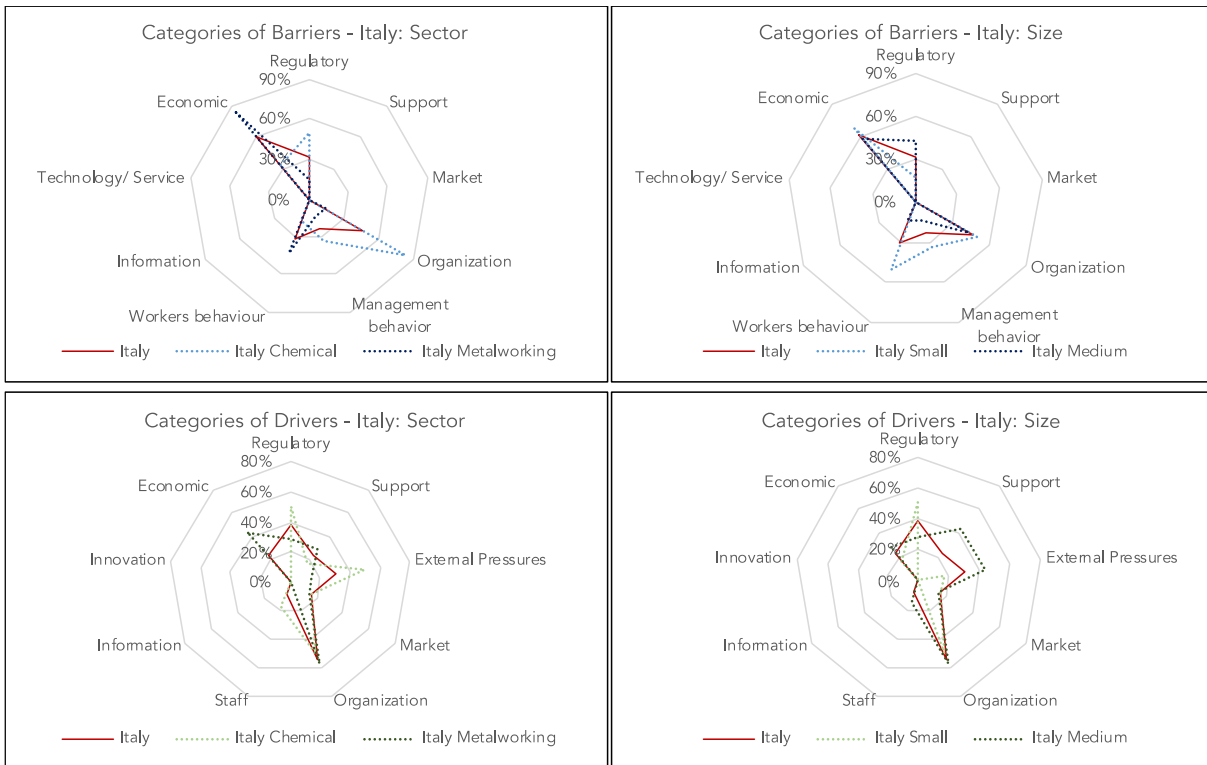 Categories of Barriers - Italy: Sector
Regulatory
90%
Economic
Support
60%
30%
Technology/ Service
Market
0%
Information
Organization
Workers behaviour
Management
behavior
Italy
Italy Chemical
Italy Metalworking
Categories of Barriers - Italy: Size
Regulatory
90%
Economic
Support
60%
30%
Technology/ Service
Market
0%
Information
Organization
Workers behaviour
Management
behavior
Italy
Italy Small
Italy Medium
Categories of Drivers - Italy: Sector
Regulatory
80%
Economic
Support
60%
40%
Innovation
External Pressures
20%
0%
Information
Market
Staff
Organization
Italy
Italy Chemical
Italy Metalworking
Categories of Drivers - Italy: Size
Regulatory
80%
Economic
Support
60%
40%
Innovation
External Pressures
20%
0%
Information
Market
Staff
Organization
Italy
Italy Small
Italy Medium